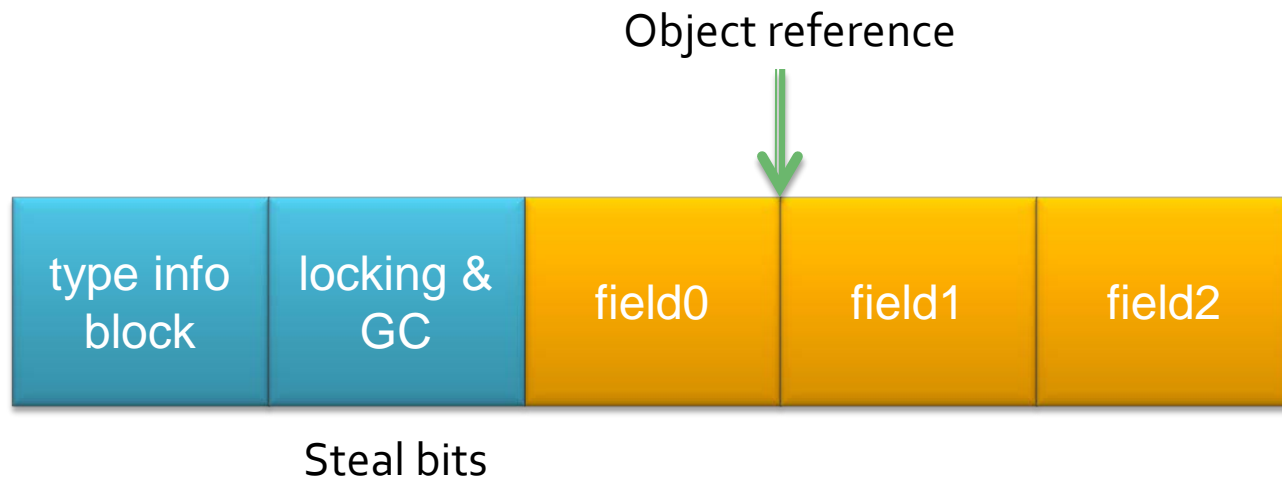 Object reference
type info
block
locking &
GC
field0
field1
field2
Steal bits